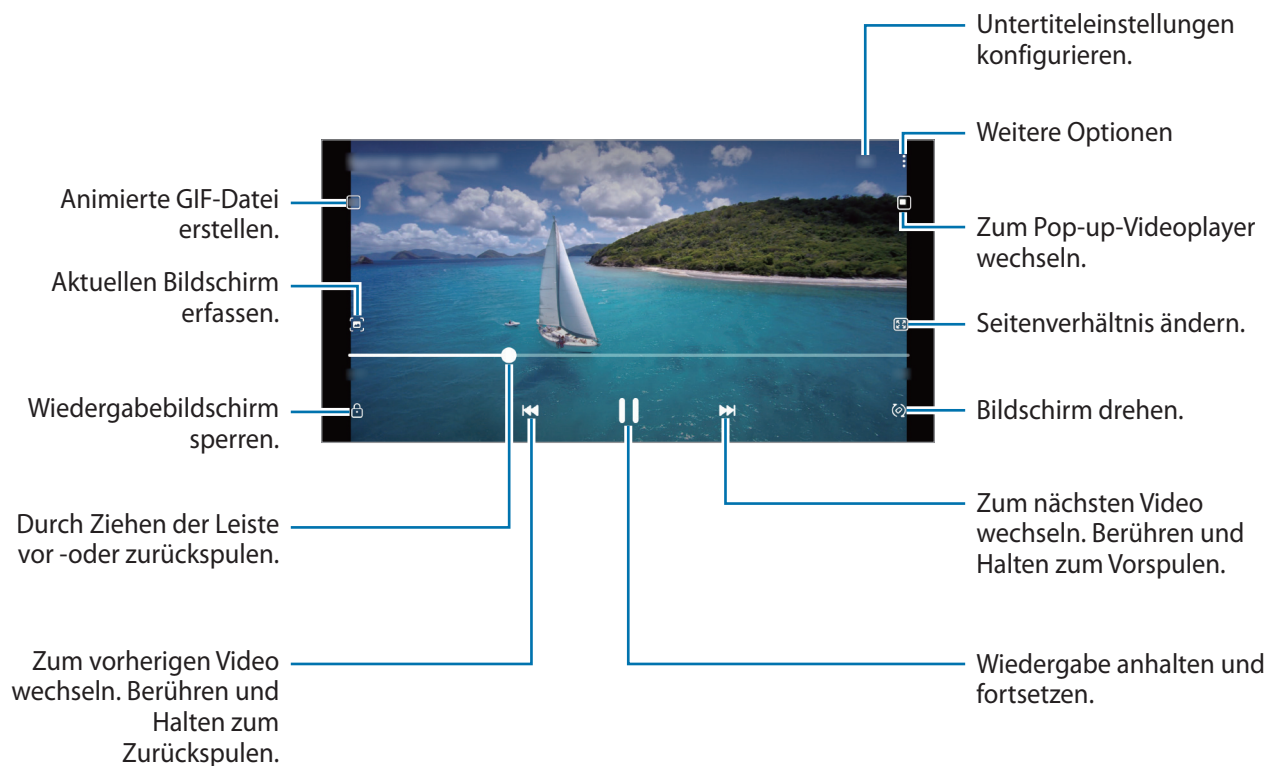 Untertiteleinstellungen
konfigurieren.
Weitere Optionen
Animierte GIF-Datei
erstellen.
Zum Pop-up-Videoplayer
wechseln.
Aktuellen Bildschirm
erfassen.
Seitenverhältnis ändern.
Wiedergabebildschirm
sperren.
Bildschirm drehen.
Durch Ziehen der Leiste
vor -oder zurückspulen.
Zum nächsten Video
wechseln. Berühren und
Halten zum Vorspulen.
Zum vorherigen Video
wechseln. Berühren und
Halten zum
Zurückspulen.
Wiedergabe anhalten und
fortsetzen.